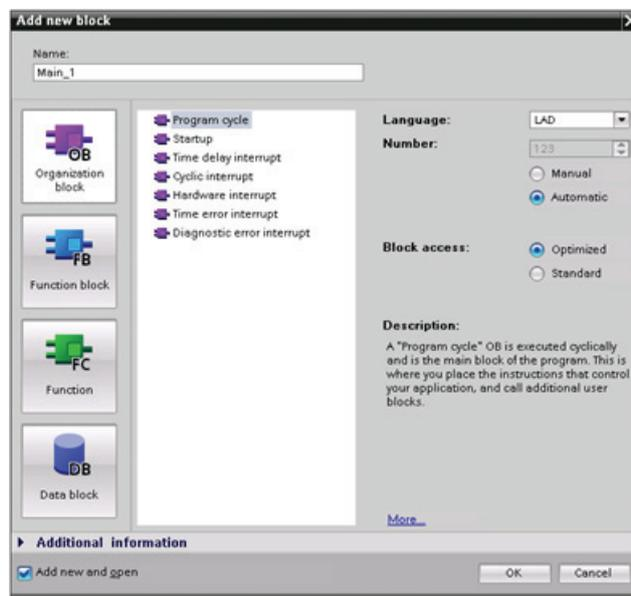 Add new block
Name:
Main_1
OB
Organization
block
FB
Function block
FC
Function
DB
Data block
Program cycle
Startup
Time delay interrupt
Cyclic interrupt
Hardware interrupt
Time error interrupt
Diagnostic error interrupt
Language:
LAD
Number:
123
Manual
Automatic
Block access:
Optimized
Standard
Description:
A "Program cycle" OB is executed cyclically
and is the main block of the program. This is
where you place the instructions that control
your application, and call additional user
blocks.
More...
Additional information
Add new and open
OK
Cancel